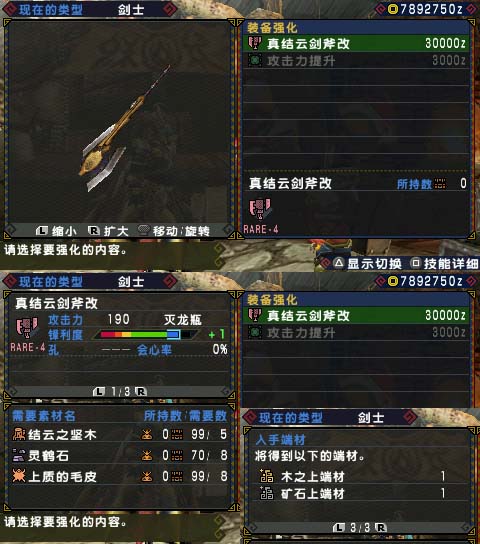 现在的类型 剑士
7892750z
装备强化
真结云剑斧改 30000z
攻击力提升 3000z
真结云剑斧改 所持数 0
RARE-4
L 缩小 R 扩大 移动/旋转
请选择要强化的内容。
△显示切换 □技能详细
现在的类型 剑士
7892750z
真结云剑斧改
攻击力 190 灭龙瓶
锋利度 +1
RARE-4
孔 --- 会心率 0%
L 1/3 R
装备强化
真结云剑斧改 30000z
攻击力提升 3000z
需要素材名 所持数/需要数
结云之坚木 0 99/ 5
灵鹤石 0 70/ 8
上质的毛皮 0 99/ 8
请选择要强化的内容。
现在的类型 剑士
入手端材
将得到以下的端材。
木之上端材 1
矿石上端材 1
L 3/3 R